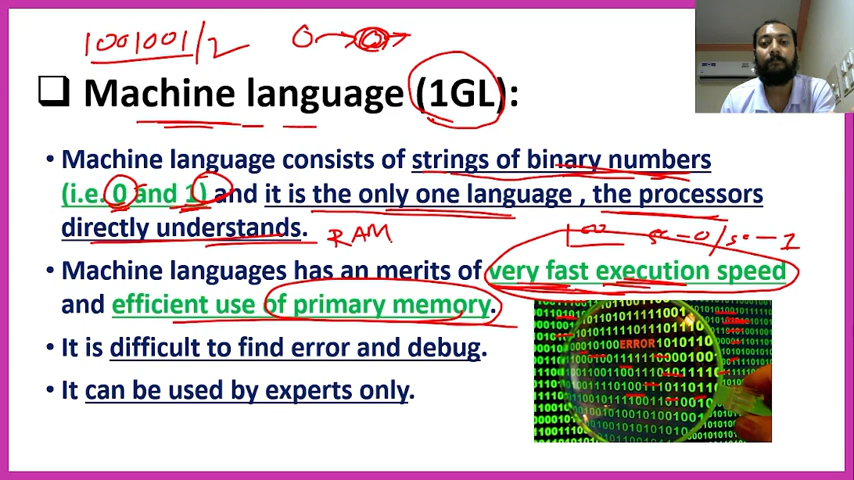 1001001/2
❑ Machine language (1GL):
• Machine language consists of strings of binary numbers
(i.e. 0 and 1) and it is the only one language , the processors
directly understands.
RAM
• Machine languages has an merits of very fast execution speed
and efficient use of primary memory.
• It is difficult to find error and debug.
• It can be used by experts only.
ERROR